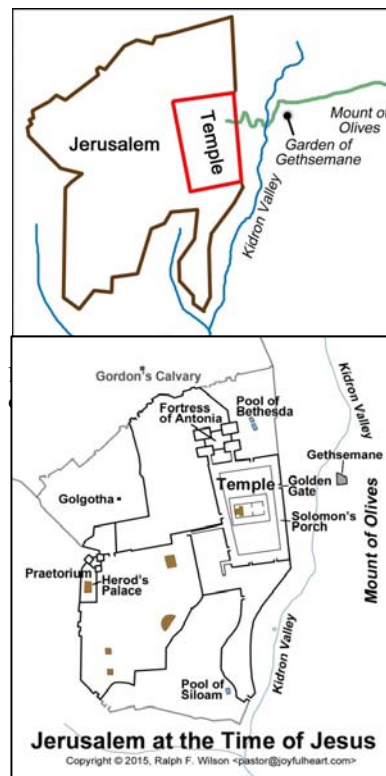 Mount of
Olives
Jerusalem
Temple
Garden of
Gethsemane
Kidron Valley
Gordon's Calvary
Kidron Valley
Fortress
of Antonia
Pool of
Bethesda
Gethsemane
Temple
Golden
Gate
Golgotha
Solomon's
Porch
Mount of Olives
Praetorium
Herod's
Palace
Pool of
Siloam
Kidron Valley
Jerusalem at the Time of Jesus
Copyright © 2015, Ralph F. Wilson <pastor@joyfulheart.com>